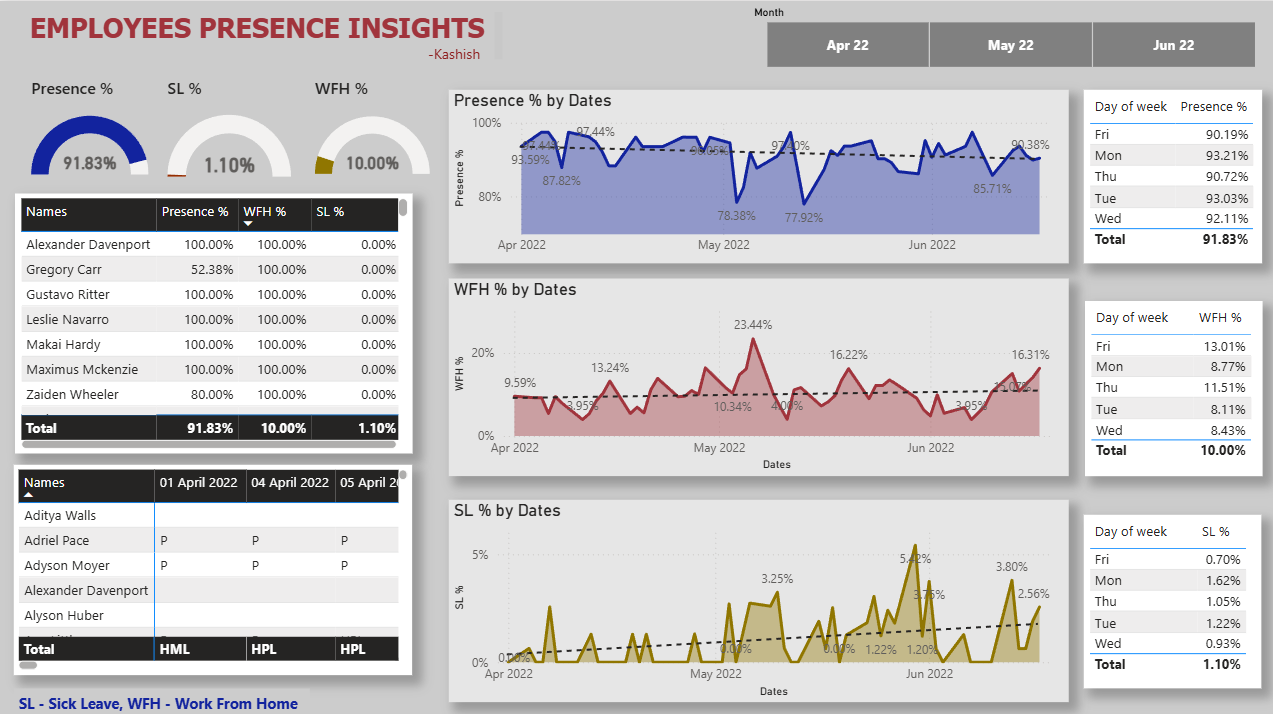 EMPLOYEES PRESENCE INSIGHTS
-Kashish
Month
Apr 22
May 22
Jun 22
Presence %
SL %
WFH %
91.83%
1.10%
10.00%
Names Presence % WFH % SL %
Alexander Davenport 100.00% 100.00% 0.00%
Gregory Carr 52.38% 100.00% 0.00%
Gustavo Ritter 100.00% 100.00% 0.00%
Leslie Navarro 100.00% 100.00% 0.00%
Makai Hardy 100.00% 100.00% 0.00%
Maximus Mckenzie 100.00% 100.00% 0.00%
Zaiden Wheeler 80.00% 100.00% 0.00%
Total 91.83% 10.00% 1.10%
Names 01 April 2022 04 April 2022 05 April 20
Aditya Walls
Adriel Pace P P P
Adyson Moyer P P P
Alexander Davenport
Alyson Huber
Total HML HPL HPL
SL - Sick Leave, WFH - Work From Home
Presence % by Dates
Presence %
100%
80%
97.44%
93.59%
87.82%
97.44%
78.38%
77.92%
85.71%
90.38%
Apr 2022 May 2022 Jun 2022
WFH % by Dates
WFH %
20%
0%
9.59%
3.95%
13.24%
10.34%
23.44%
4.00%
16.22%
3.95%
16.31%
Apr 2022 May 2022 Jun 2022
Dates
SL % by Dates
SL %
5%
0%
0.00%
0.00%
3.25%
0.00%
1.22%
5.42%
1.20%
3.75%
3.80%
2.56%
Apr 2022 May 2022 Jun 2022
Dates
Day of week Presence %
Fri 90.19%
Mon 93.21%
Thu 90.72%
Tue 93.03%
Wed 92.11%
Total 91.83%
Day of week WFH %
Fri 13.01%
Mon 8.77%
Thu 11.51%
Tue 8.11%
Wed 8.43%
Total 10.00%
Day of week SL %
Fri 0.70%
Mon 1.62%
Thu 1.05%
Tue 1.22%
Wed 0.93%
Total 1.10%